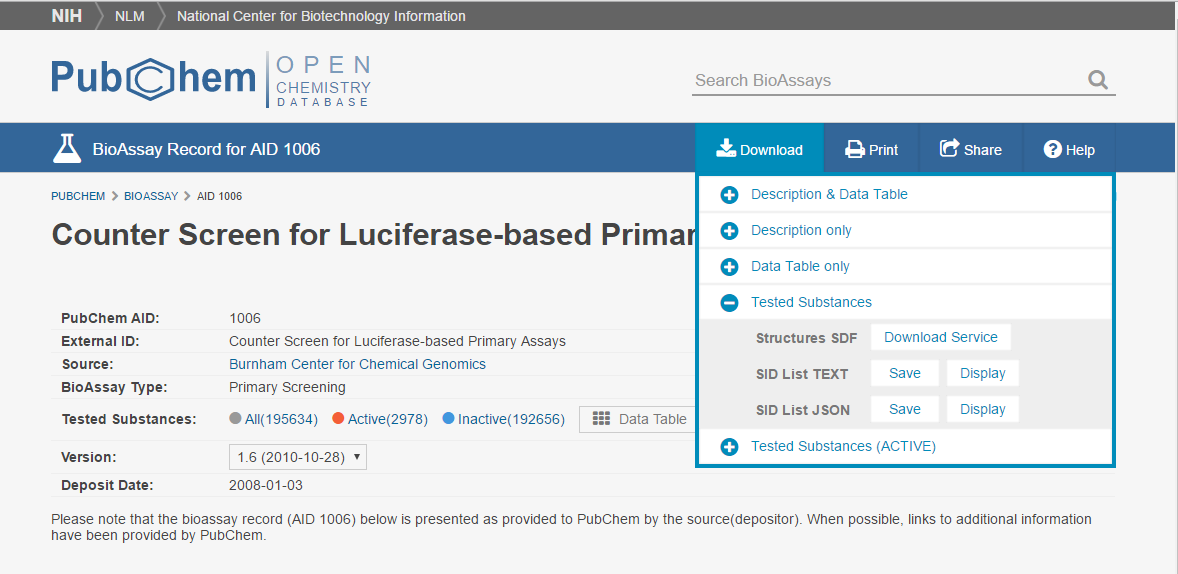 NIH NLM National Center for Biotechnology Information
PubChem OPEN CHEMISTRY DATABASE
Search BioAssays
BioAssay Record for AID 1006
Download Print Share Help
PUBCHEM > BIOASSAY > AID 1006
Counter Screen for Luciferase-based Primar
Description & Data Table
Description only
Data Table only
Tested Substances
Structures SDF Download Service
SID List TEXT Save Display
SID List JSON Save Display
Tested Substances (ACTIVE)
PubChem AID: 1006
External ID: Counter Screen for Luciferase-based Primary Assays
Source: Burnham Center for Chemical Genomics
BioAssay Type: Primary Screening
Tested Substances: All(195634) Active(2978) Inactive(192656) Data Table
Version: 1.6 (2010-10-28)
Deposit Date: 2008-01-03
Please note that the bioassay record (AID 1006) below is presented as provided to PubChem by the source(depositor). When possible, links to additional information
have been provided by PubChem.